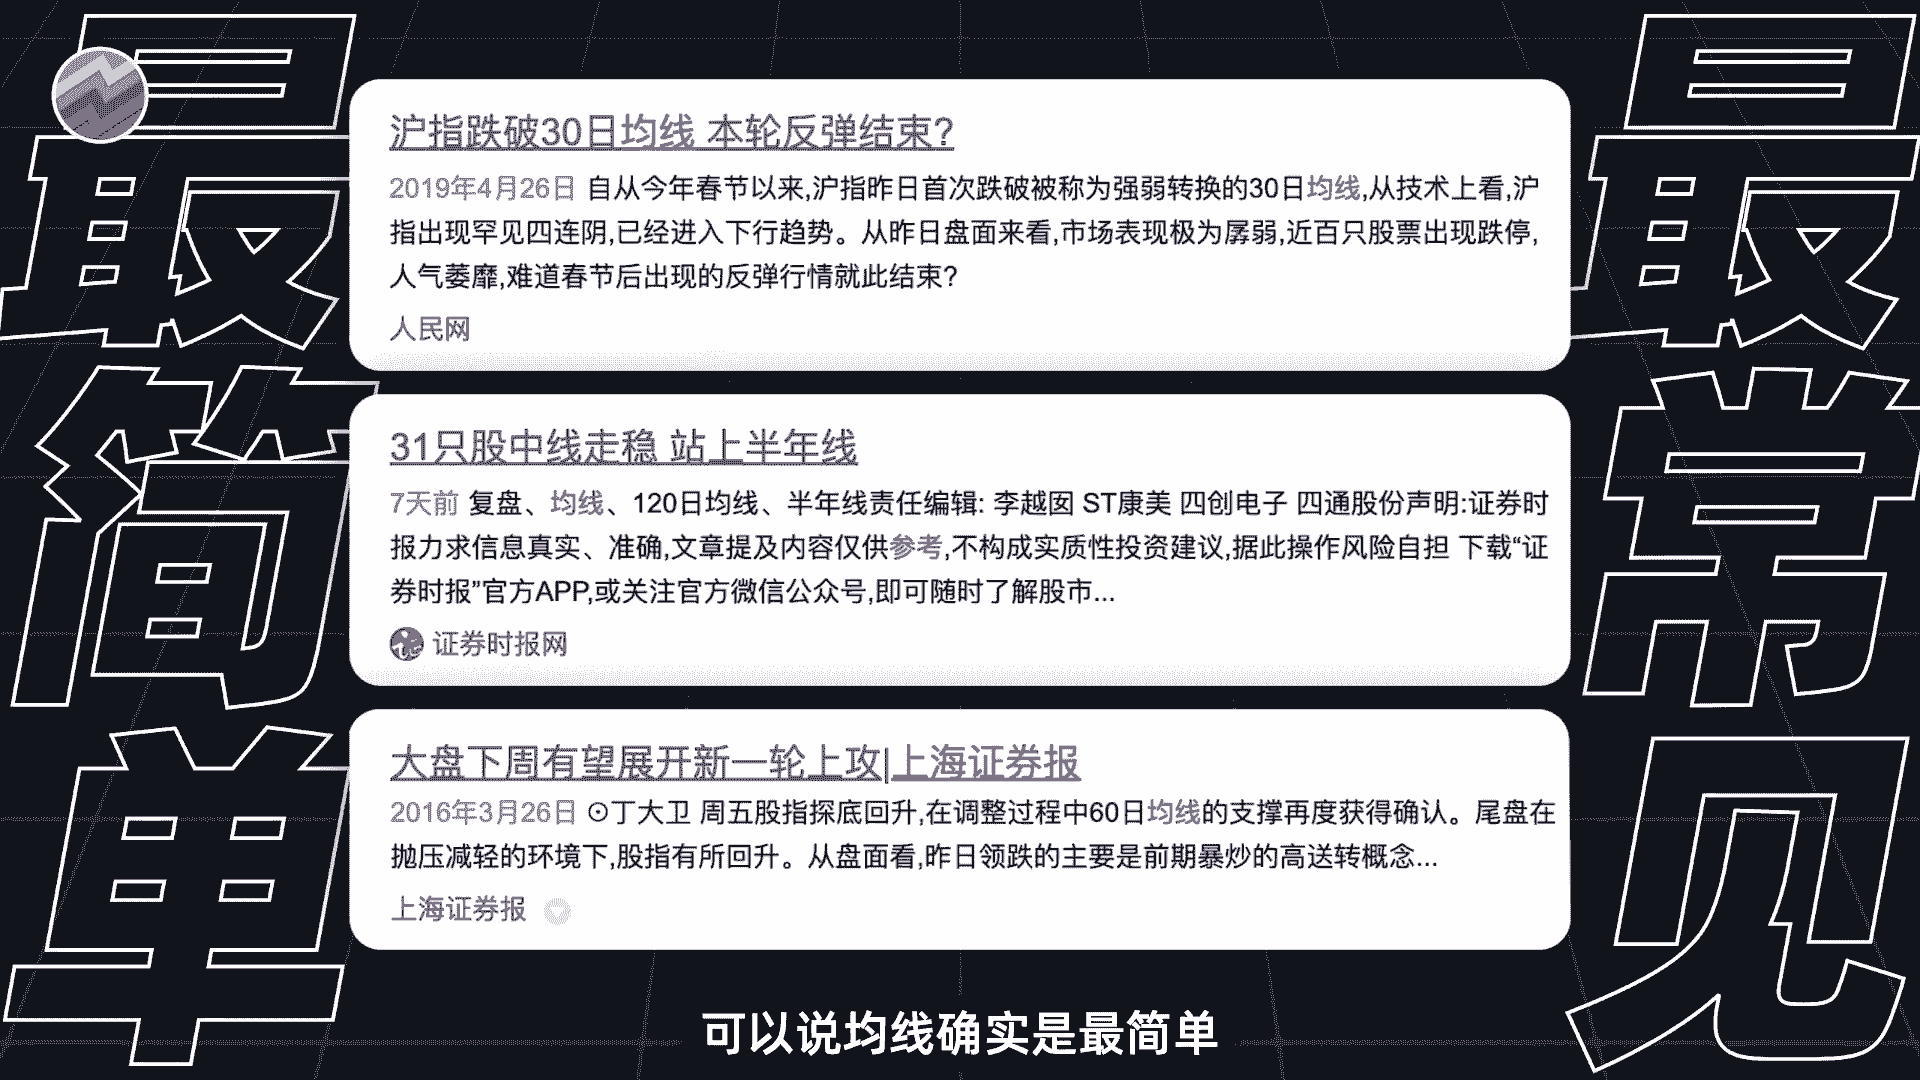 最简单
最常见
沪指跌破30日均线 本轮反弹结束?
2019年4月26日 自从今年春节以来,沪指昨日首次跌破被称为强弱转换的30日均线,从技术上看,沪
指出现罕见四连阴,已经进入下行趋势。从昨日盘面来看,市场表现极为孱弱,近百只股票出现跌停,
人气萎靡,难道春节后出现的反弹行情就此结束?
人民网
31只股中线走稳 站上半年线
7天前 复盘、均线、120日均线、半年线责任编辑: 李越囡 ST康美 四创电子 四通股份声明:证券时
报力求信息真实、准确,文章提及内容仅供参考,不构成实质性投资建议,据此操作风险自担 下载“证
券时报”官方APP,或关注官方微信公众号,即可随时了解股市...
证券时报网
大盘下周有望展开新一轮上攻|上海证券报
2016年3月26日 ⊙丁大卫 周五股指探底回升,在调整过程中60日均线的支撑再度获得确认。尾盘在
抛压减轻的环境下,股指有所回升。从盘面看,昨日领跌的主要是前期暴炒的高送转概念...
上海证券报
可以说均线确实是最简单